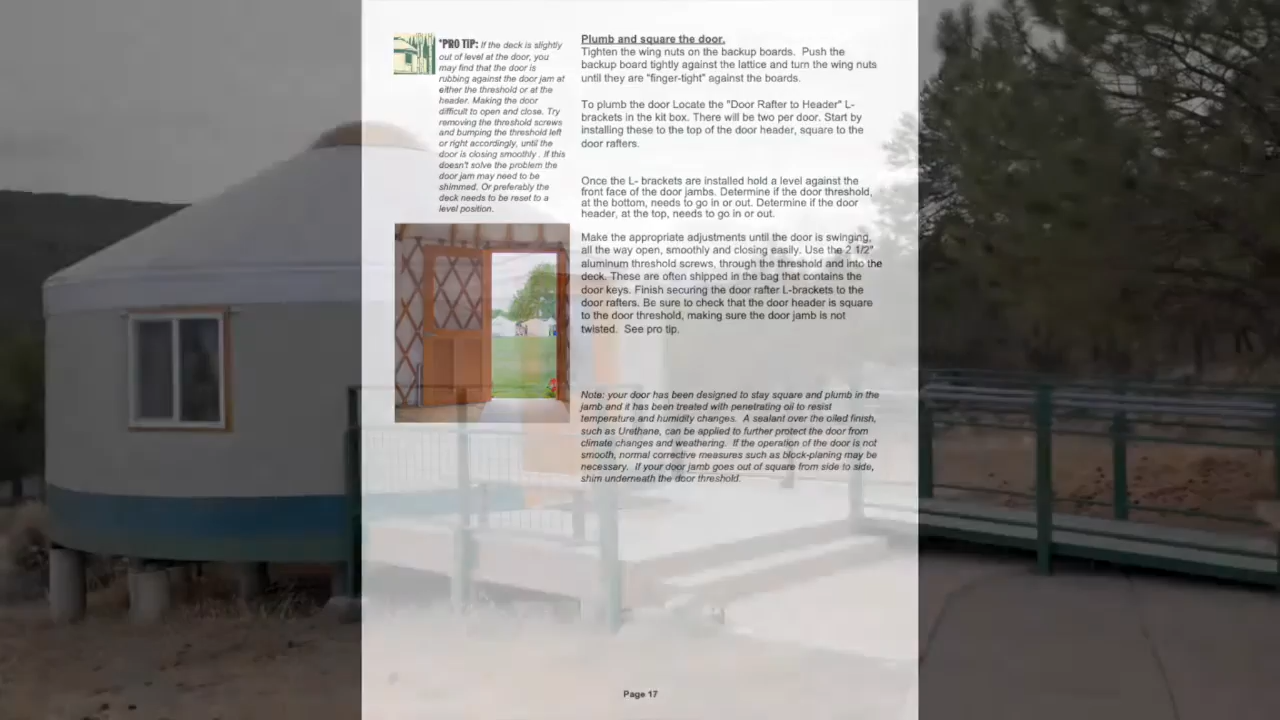 *PRO TIP: If the deck is slightly
out of level at the door, you
may find that the door is
rubbing against the door jam at
either the threshold or at the
header. Making the door
difficult to open and close. Try
removing the threshold screws
and bumping the threshold left
or right accordingly, until the
door is closing smoothly . If this
doesn't solve the problem the
door jam may need to be
shimmed. Or preferably the
deck needs to be reset to a
level position.
Plumb and square the door.
Tighten the wing nuts on the backup boards. Push the
backup board tightly against the lattice and turn the wing nuts
until they are "finger-tight" against the boards.
To plumb the door Locate the "Door Rafter to Header" L-
brackets in the kit box. There will be two per door. Start by
installing these to the top of the door header, square to the
door rafters.
Once the L- brackets are installed hold a level against the
front face of the door jambs. Determine if the door threshold,
at the bottom, needs to go in or out. Determine if the door
header, at the top, needs to go in or out.
Make the appropriate adjustments until the door is swinging,
all the way open, smoothly and closing easily. Use the 2 1/2"
aluminum threshold screws, through the threshold and into the
deck. These are often shipped in the bag that contains the
door keys. Finish securing the door rafter L-brackets to the
door rafters. Be sure to check that the door header is square
to the door threshold, making sure the door jamb is not
twisted. See pro tip.
Note: your door has been designed to stay square and plumb in the
jamb and it has been treated with penetrating oil to resist
temperature and humidity changes. A sealant over the oiled finish,
such as Urethane, can be applied to further protect the door from
climate changes and weathering. If the operation of the door is not
smooth, normal corrective measures such as block-planing may be
necessary. If your door jamb goes out of square from side to side,
shim underneath the door threshold.
Page 17